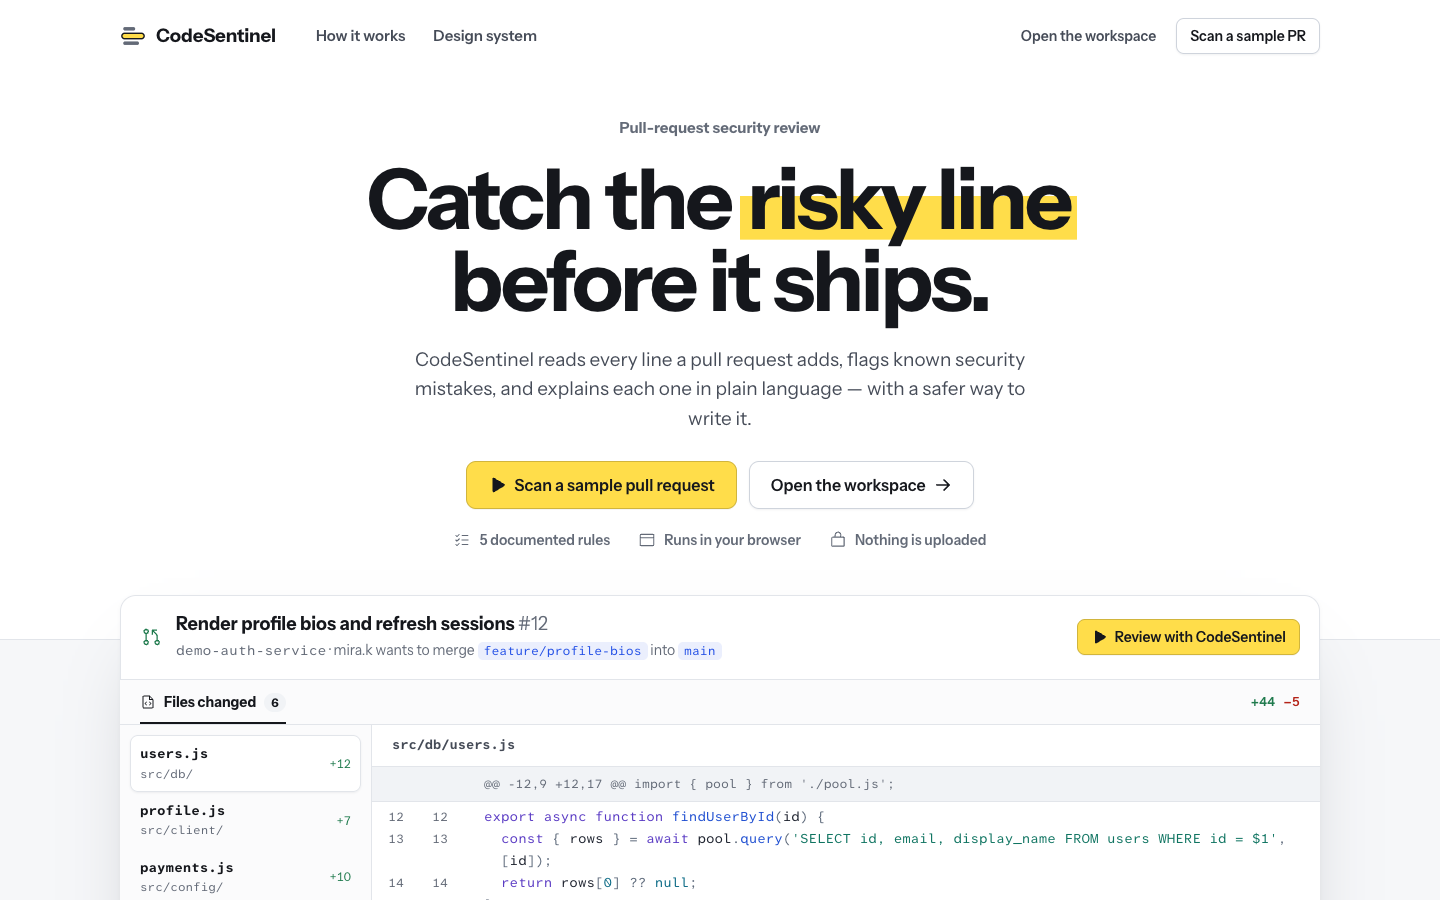 CodeSentinel How it works Design system Open the workspace Scan a sample PR
Pull-request security review
Catch the risky line
before it ships.
CodeSentinel reads every line a pull request adds, flags known security
mistakes, and explains each one in plain language — with a safer way to
write it.
Scan a sample pull request Open the workspace
5 documented rules Runs in your browser Nothing is uploaded
Render profile bios and refresh sessions #12
demo-auth-service · mira.k wants to merge feature/profile-bios into main
Review with CodeSentinel
Files changed 6 +44 −5
users.js
src/db/
+12
profile.js
src/client/
+7
payments.js
src/config/
+10
src/db/users.js
@@ -12,9 +12,17 @@ import { pool } from './pool.js';
12 12 export async function findUserById(id) {
13 13 const { rows } = await pool.query('SELECT id, email, display_name FROM users WHERE id = $1',
[id]);
14 14 return rows[0] ?? null;